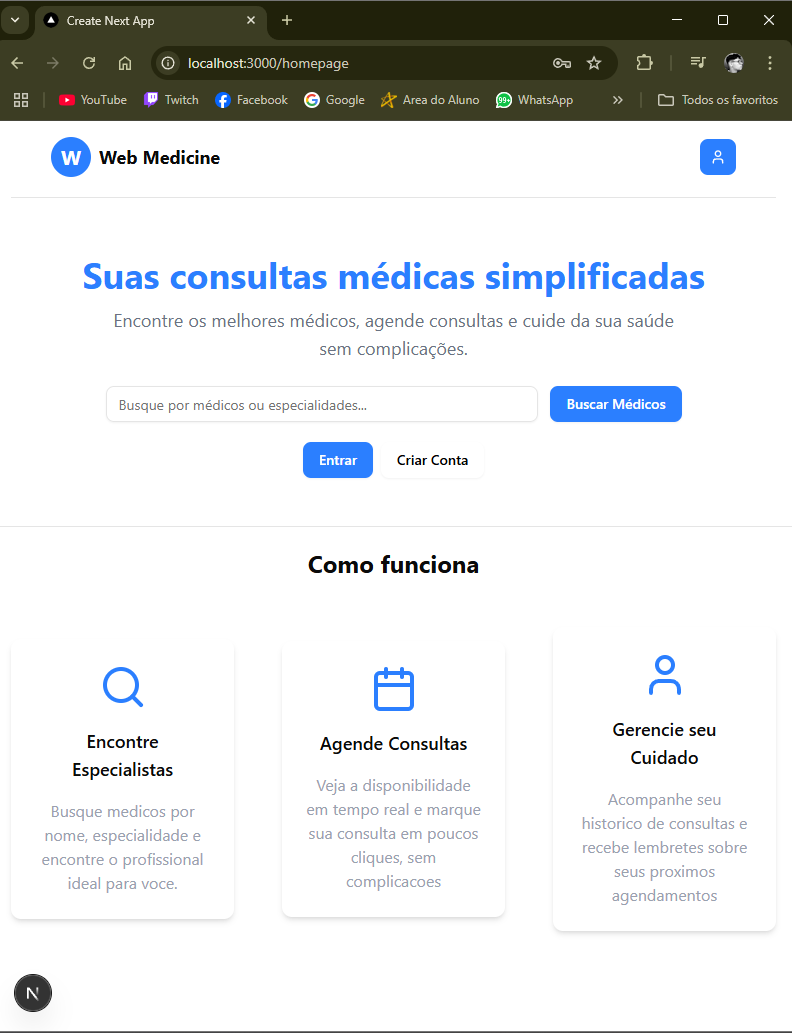 Create Next App
localhost:3000/homepage
YouTube
Twitch
Facebook
Google
Area do Aluno
99+
WhatsApp
Todos os favoritos
W
Web Medicine
Suas consultas médicas simplificadas
Encontre os melhores médicos, agende consultas e cuide da sua saúde
sem complicações.
Busque por médicos ou especialidades...
Buscar Médicos
Entrar
Criar Conta
Como funciona
Encontre
Especialistas
Busque medicos por
nome, especialidade e
encontre o profissional
ideal para voce.
Agende Consultas
Veja a disponibilidade
em tempo real e marque
sua consulta em poucos
cliques, sem
complicacoes
Gerencie seu
Cuidado
Acompanhe seu
historico de consultas e
recebe lembretes sobre
seus proximos
agendamentos
N